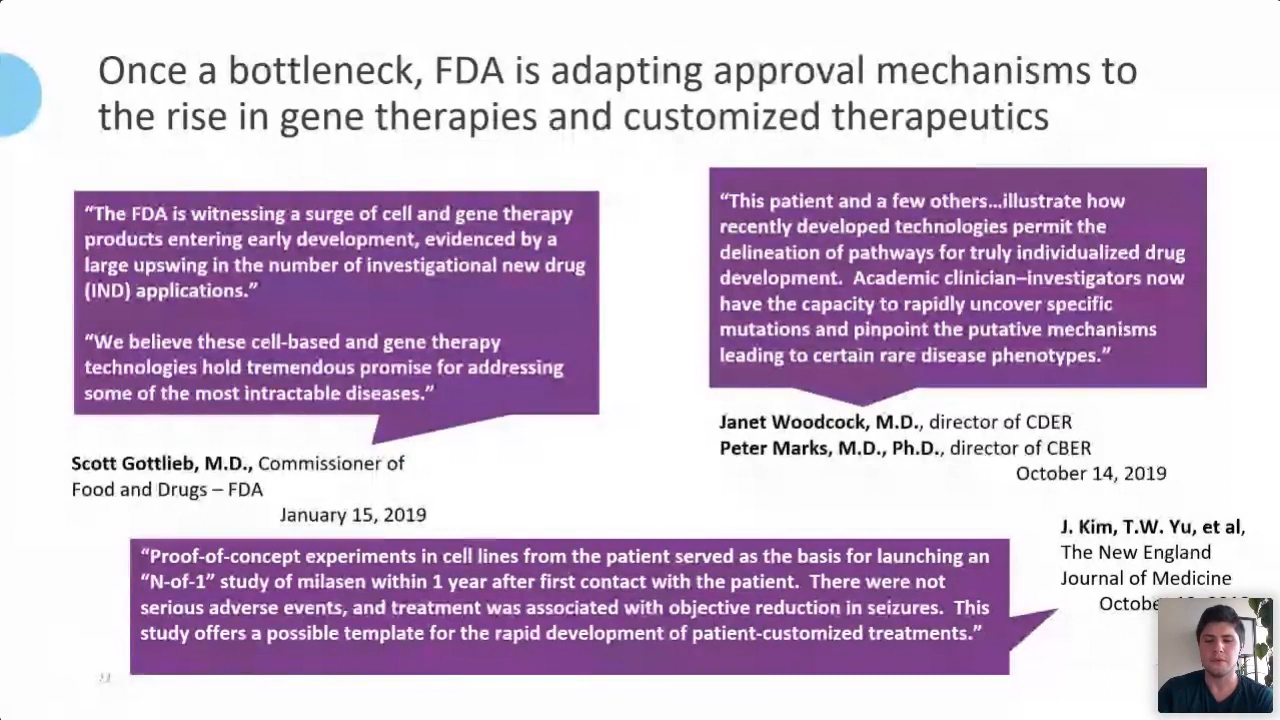 Once a bottleneck, FDA is adapting approval mechanisms to
the rise in gene therapies and customized therapeutics
“The FDA is witnessing a surge of cell and gene therapy
products entering early development, evidenced by a
large upswing in the number of investigational new drug
(IND) applications.”
“We believe these cell-based and gene therapy
technologies hold tremendous promise for addressing
some of the most intractable diseases.”
Scott Gottlieb, M.D., Commissioner of
Food and Drugs – FDA
January 15, 2019
“This patient and a few others…illustrate how
recently developed technologies permit the
delineation of pathways for truly individualized drug
development.  Academic clinician–investigators now
have the capacity to rapidly uncover specific
mutations and pinpoint the putative mechanisms
leading to certain rare disease phenotypes.”
Janet Woodcock, M.D., director of CDER
Peter Marks, M.D., Ph.D., director of CBER
October 14, 2019
“Proof-of-concept experiments in cell lines from the patient served as the basis for launching an
“N-of-1” study of milasen within 1 year after first contact with the patient.  There were not
serious adverse events, and treatment was associated with objective reduction in seizures.  This
study offers a possible template for the rapid development of patient-customized treatments.”
J. Kim, T.W. Yu, et al,
The New England
Journal of Medicine